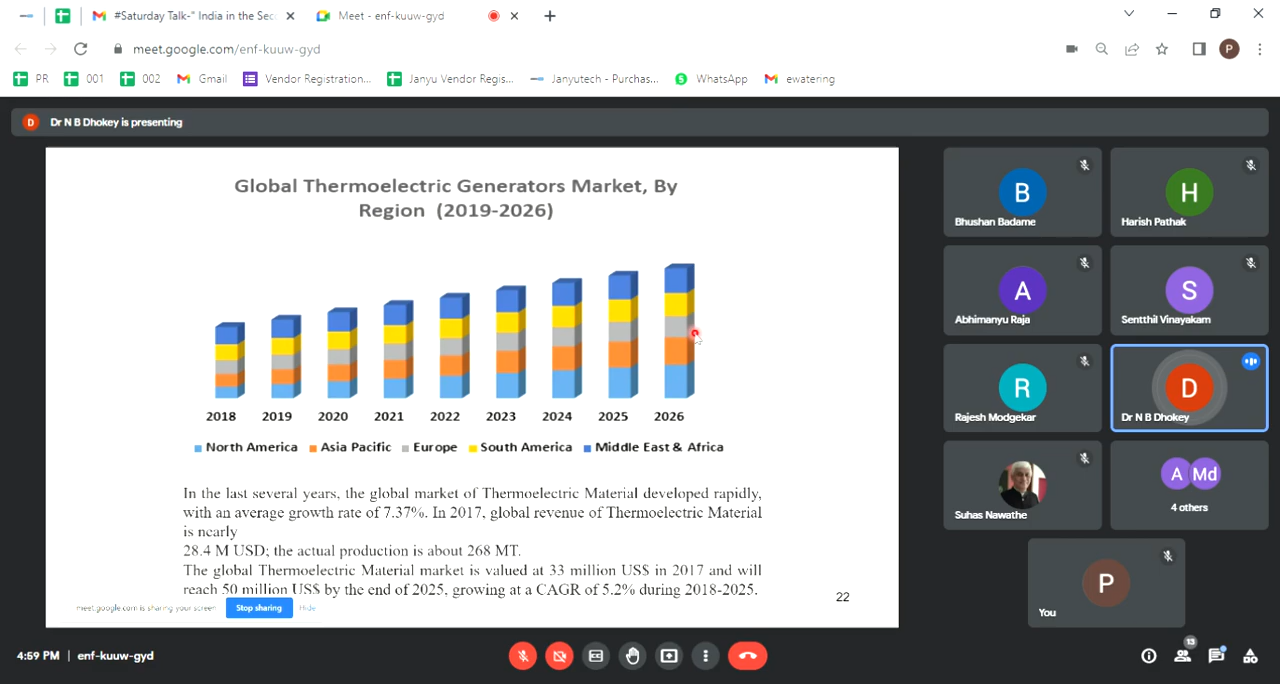 #Saturday Talk-" India in the Sec
Meet - enf-kuuw-gyd
meet.google.com/enf-kuuw-gyd
P
PR
001
002
Gmail
Vendor Registration...
Janyu Vendor Regis...
Janyutech - Purchas...
WhatsApp
ewatering
D
Dr N B Dhokey is presenting
Global Thermoelectric Generators Market, By
Region (2019-2026)
2018 2019 2020 2021 2022 2023 2024 2025 2026
North America Asia Pacific Europe South America Middle East & Africa
In the last several years, the global market of Thermoelectric Material developed rapidly,
with an average growth rate of 7.37%. In 2017, global revenue of Thermoelectric Material
is nearly
28.4 M USD; the actual production is about 268 MT.
The global Thermoelectric Material market is valued at 33 million US$ in 2017 and will
reach 50 million US$ by the end of 2025, growing at a CAGR of 5.2% during 2018-2025.
22
meet.google.com is sharing your screen
Stop sharing
Hide
B
Bhushan Badame
H
Harish Pathak
A
Abhimanyu Raja
S
Sentthil Vinayakam
R
Rajesh Modgekar
D
Dr N B Dhokey
Suhas Nawathe
A Md
4 others
P
You
4:59 PM | enf-kuuw-gyd
13